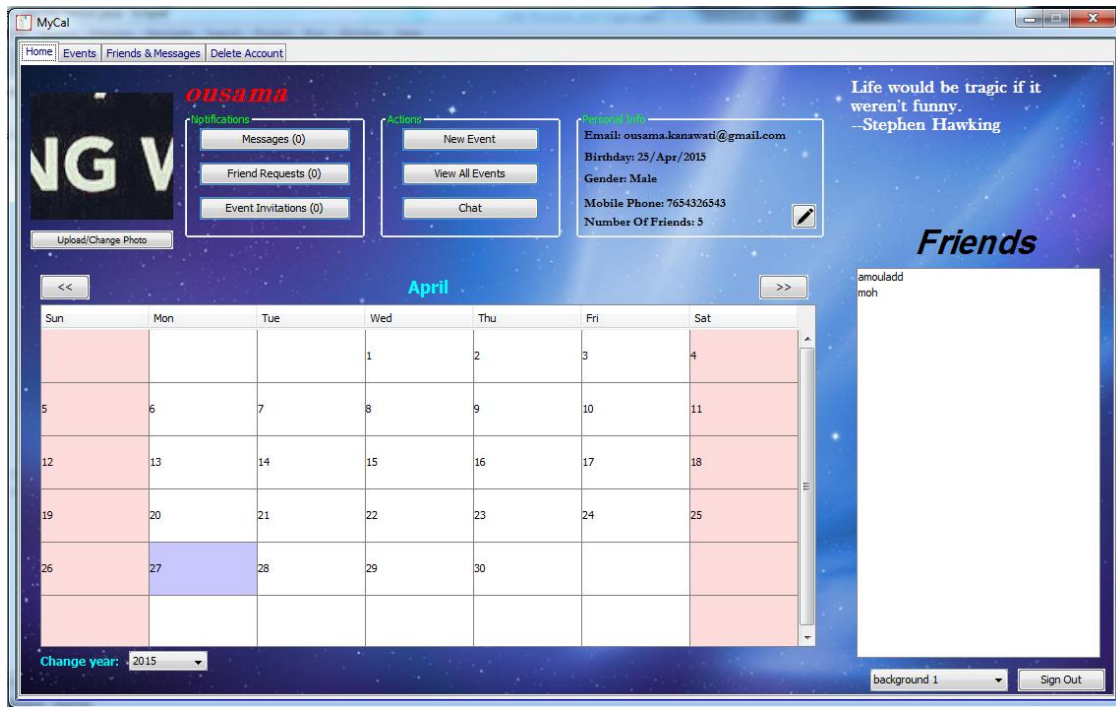 MyCal
Home Events Friends & Messages Delete Account
ousama
NG V
Upload/Change Photo
Notifications
Messages (0)
Friend Requests (0)
Event Invitations (0)
Actions
New Event
View All Events
Chat
Personal Info
Email: ousama.kanawati@gmail.com
Birthday: 25/Apr/2015
Gender: Male
Mobile Phone: 7654326543
Number Of Friends: 5
Life would be tragic if it
weren't funny.
--Stephen Hawking
<< April >>
Sun Mon Tue Wed Thu Fri Sat
1 2 3 4
5 6 7 8 9 10 11
12 13 14 15 16 17 18
19 20 21 22 23 24 25
26 27 28 29 30
Change year: 2015
Friends
amouladd
moh
background 1
Sign Out